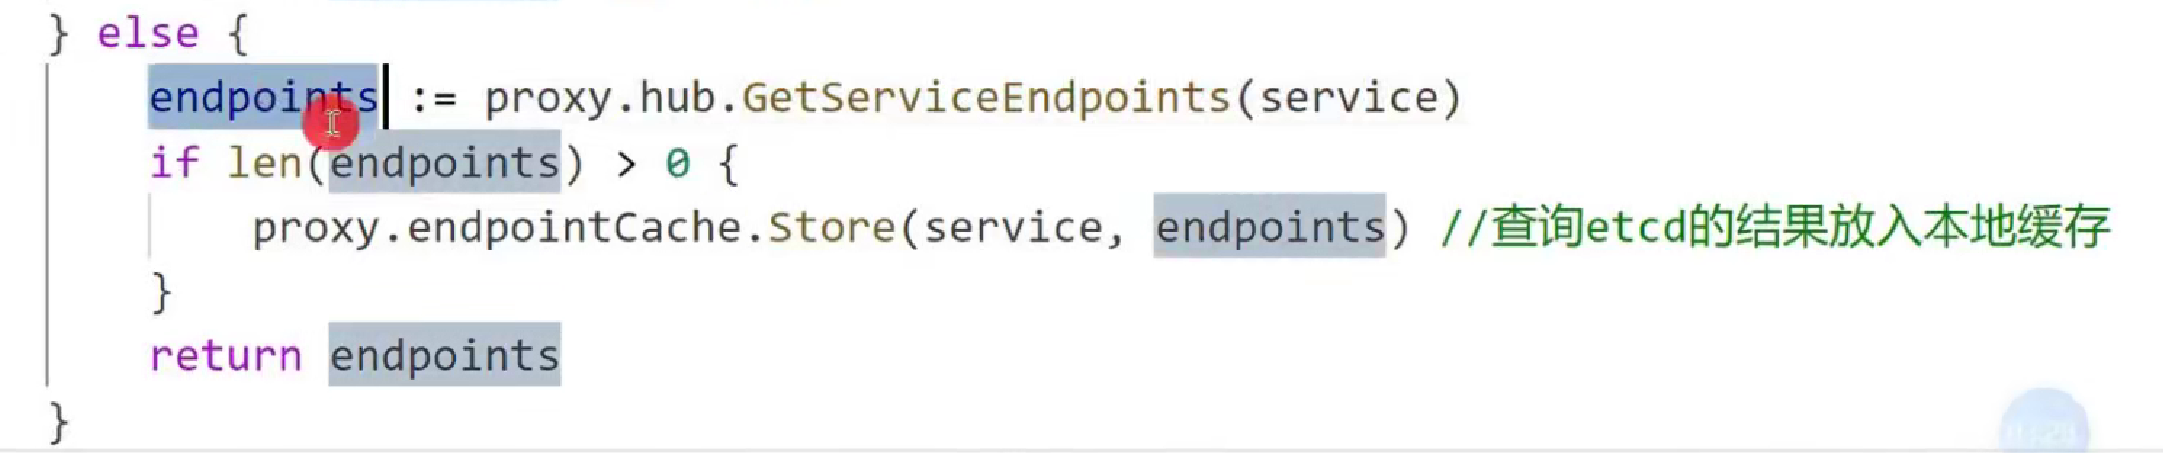 } else {
endpoints := proxy.hub.GetServiceEndpoints(service)
if len(endpoints) > 0 {
proxy.endpointCache.Store(service, endpoints) //查询etcd的结果放入本地缓存
}
return endpoints
}